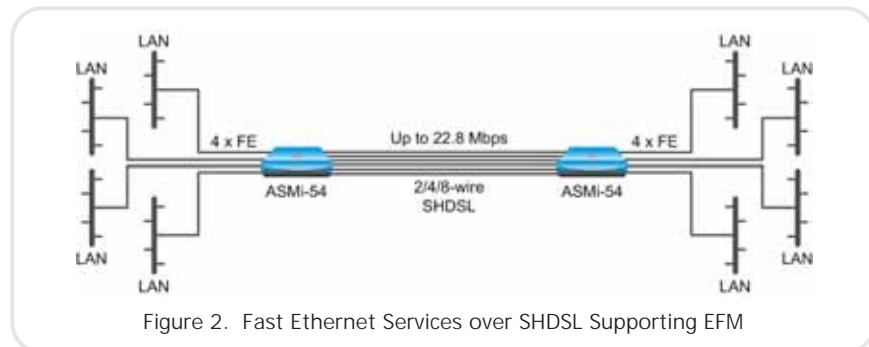 LAN
LAN
LAN
LAN
4 x FE
Up to 22.8 Mbps
4 x FE
ASMi-54
2/4/8-wire
SHDSL
ASMi-54
LAN
LAN
LAN
LAN
Figure 2. Fast Ethernet Services over SHDSL Supporting EFM